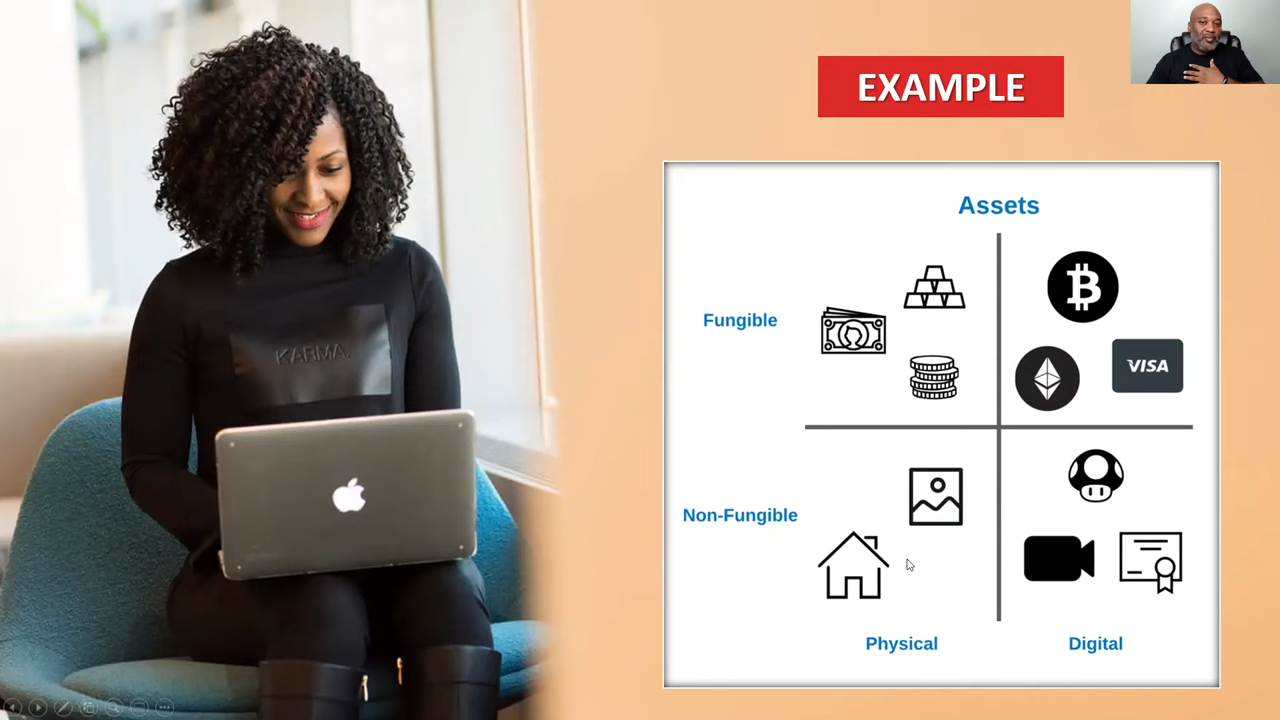 EXAMPLE
KARMA.
Assets
Fungible
VISA
Non-Fungible
Physical
Digital